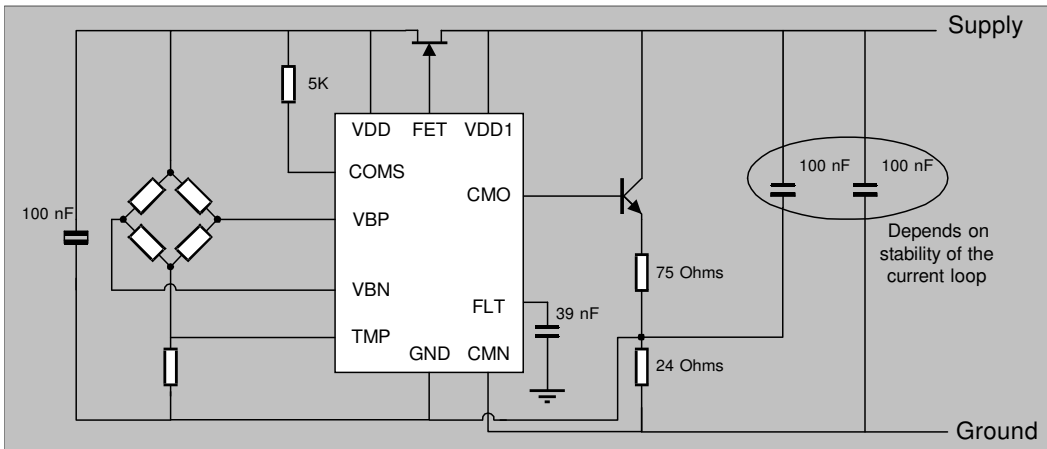 Supply
5K
VDD
FET
VDD1
COMS
CMO
100 nF
100 nF
100 nF
VBP
Depends on
stability of the
current loop
75 Ohms
VBN
FLT
39 nF
TMP
GND
CMN
24 Ohms
Ground